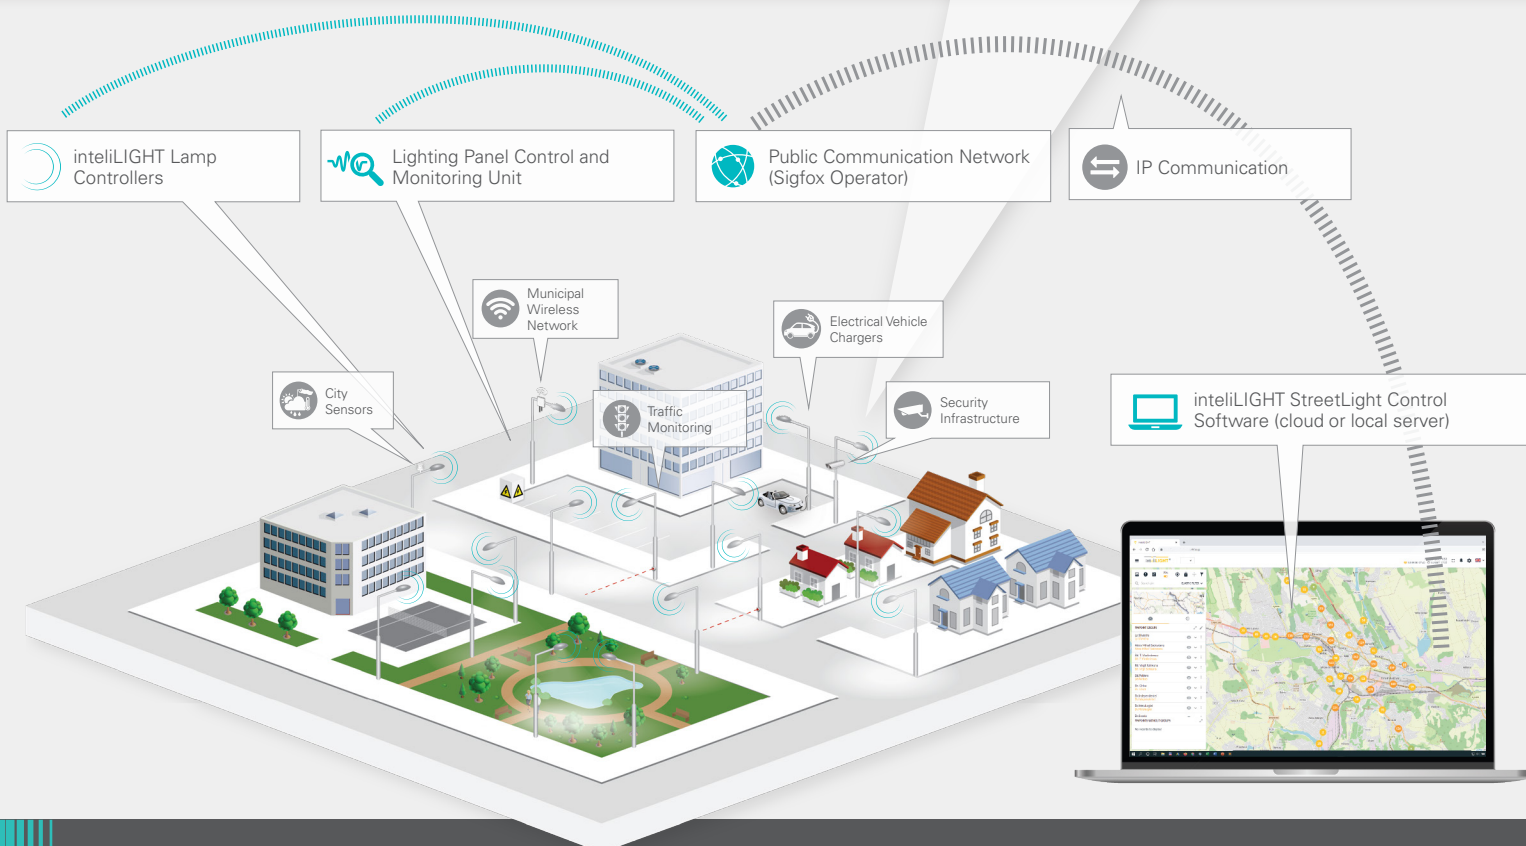 inteliLIGHT Lamp
Controllers
Lighting Panel Control and
Monitoring Unit
Public Communication Network
(Sigfox Operator)
IP Communication
Municipal
Wireless
Network
Electrical Vehicle
Chargers
City
Sensors
Traffic
Monitoring
Security
Infrastructure
inteliLIGHT StreetLight Control
Software (cloud or local server)